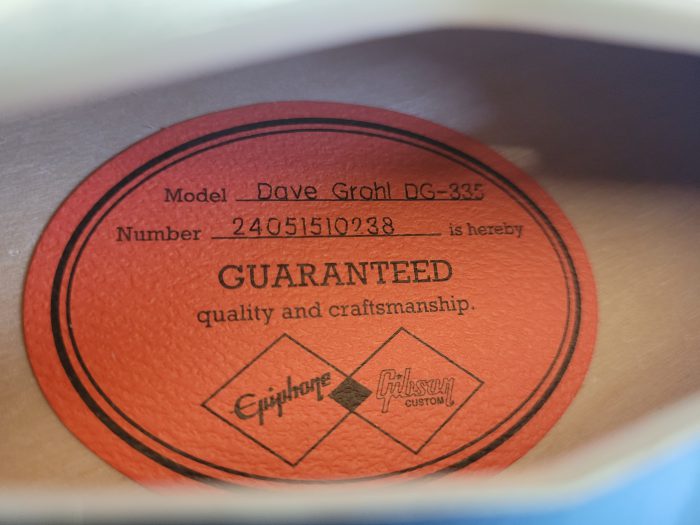 Model Dave Grohl DG-335
Number 24051510238 is hereby
GUARANTEED
quality and craftsmanship.
Epiphone Gibson
CUSTOM